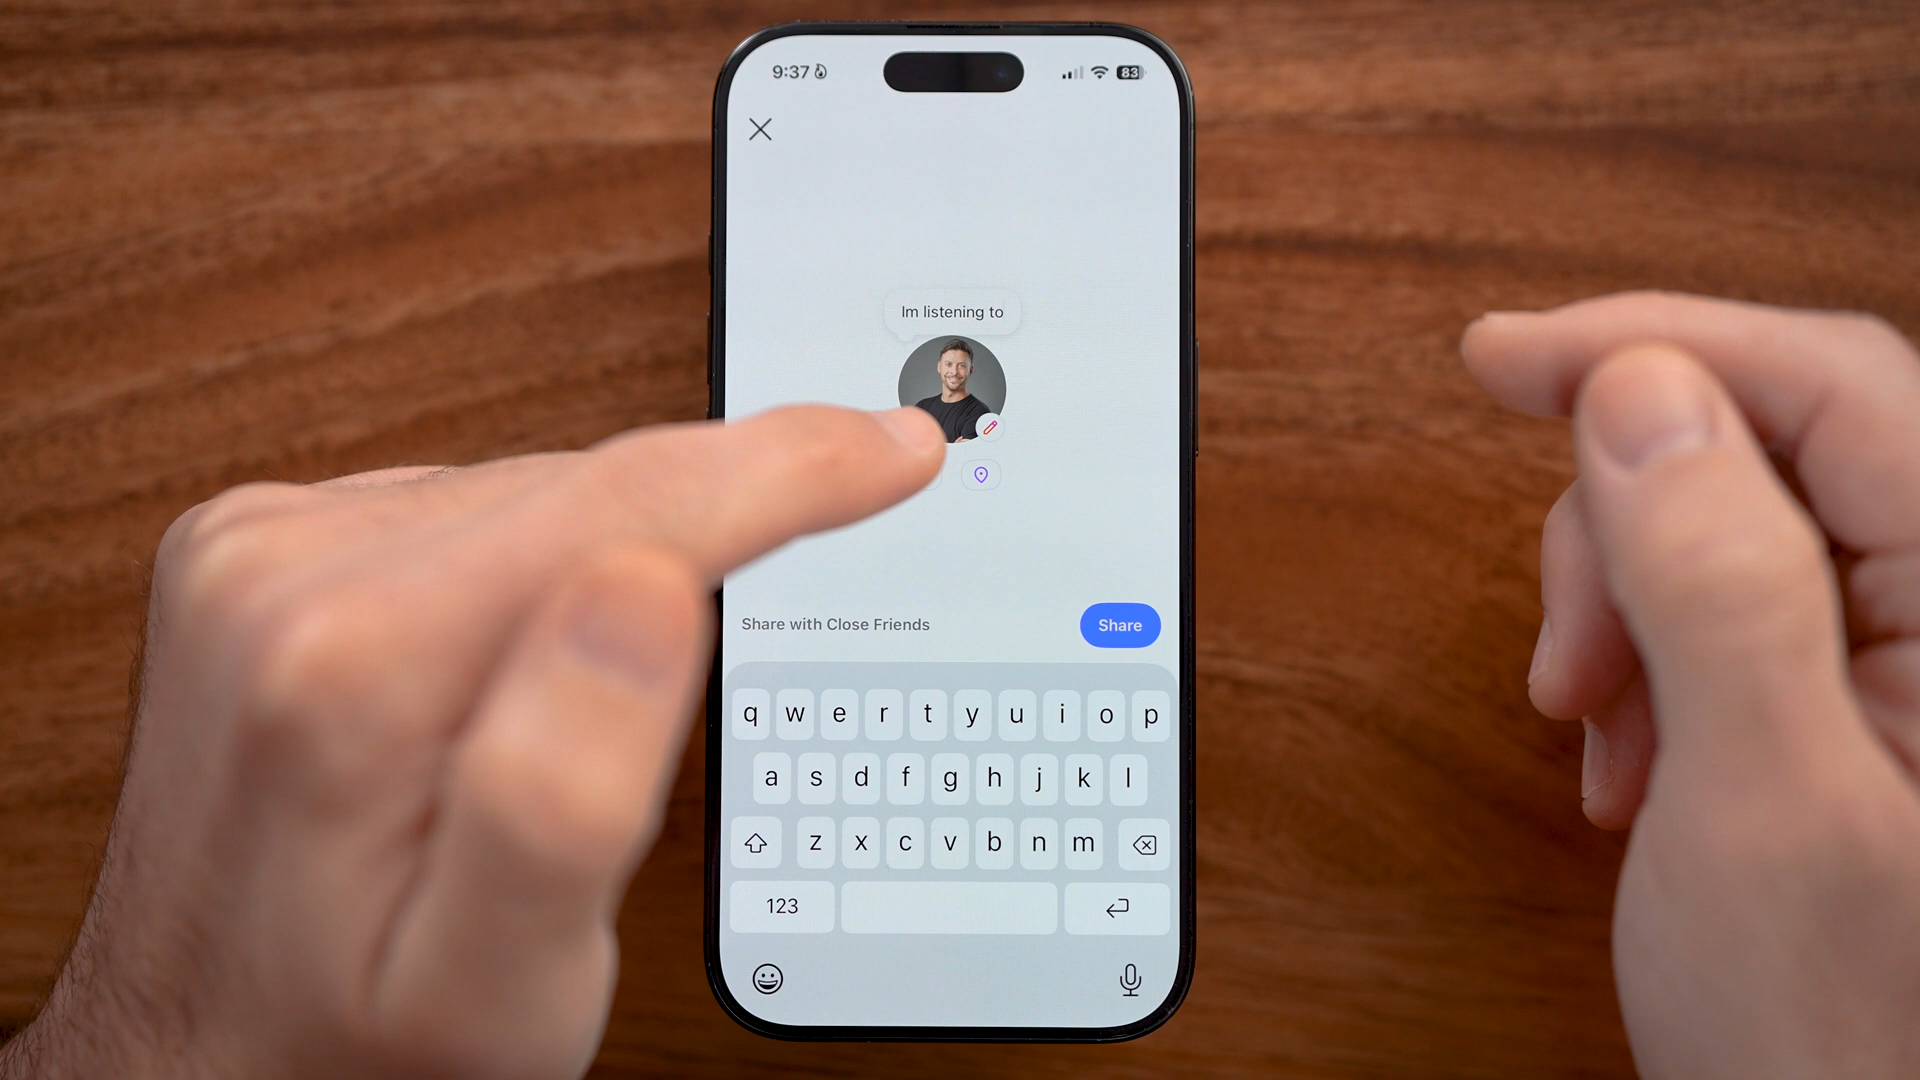 9:37
83
Im listening to
Share with Close Friends
Share
q w e r t y u i o p
a s d f g h j k l
z x c v b n m
123